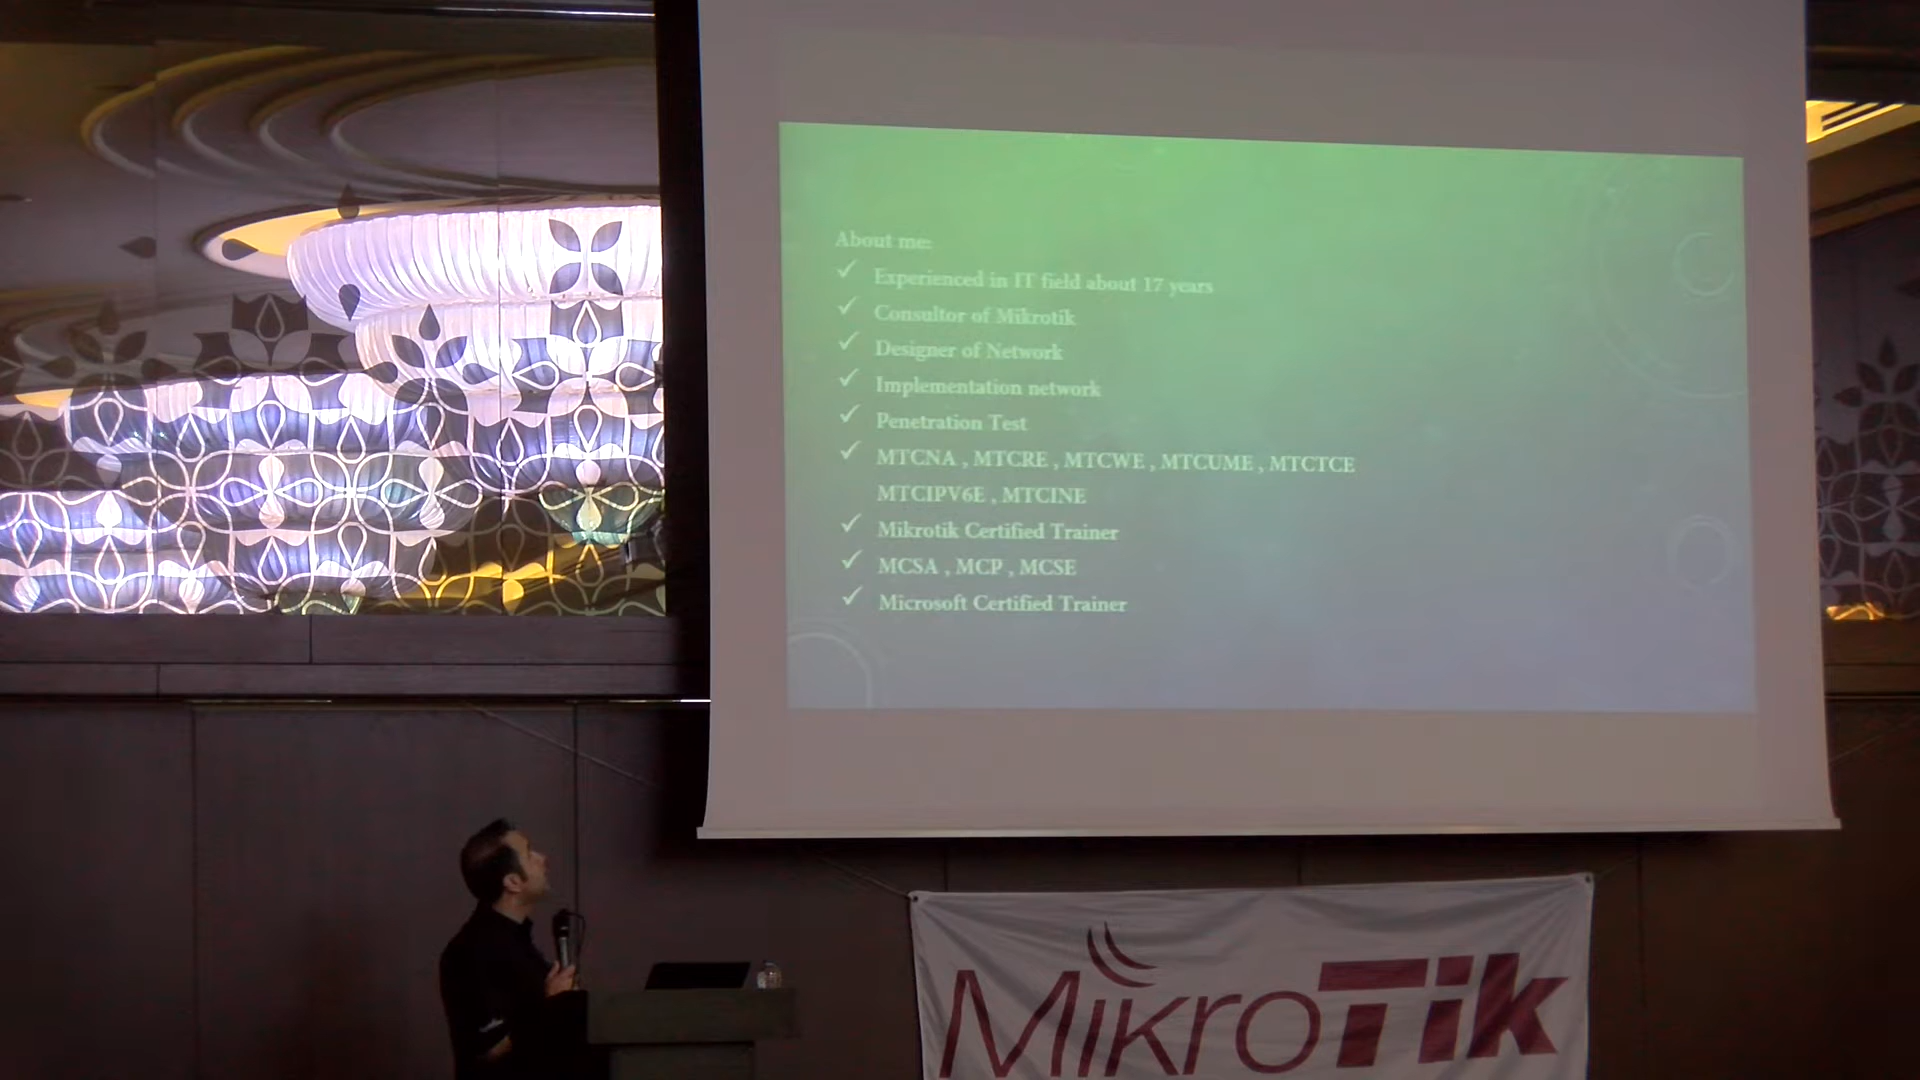 About me:
Experienced in IT field about 17 years
Consultor of Mikrotik
Designer of Network
Implementation network
Penetration Test
MTCNA , MTCRE , MTCWE , MTCUME , MTCTCE
MTCIPV6E , MTCINE
Mikrotik Certified Trainer
MCSA , MCP , MCSE
Microsoft Certified Trainer
MikroTik